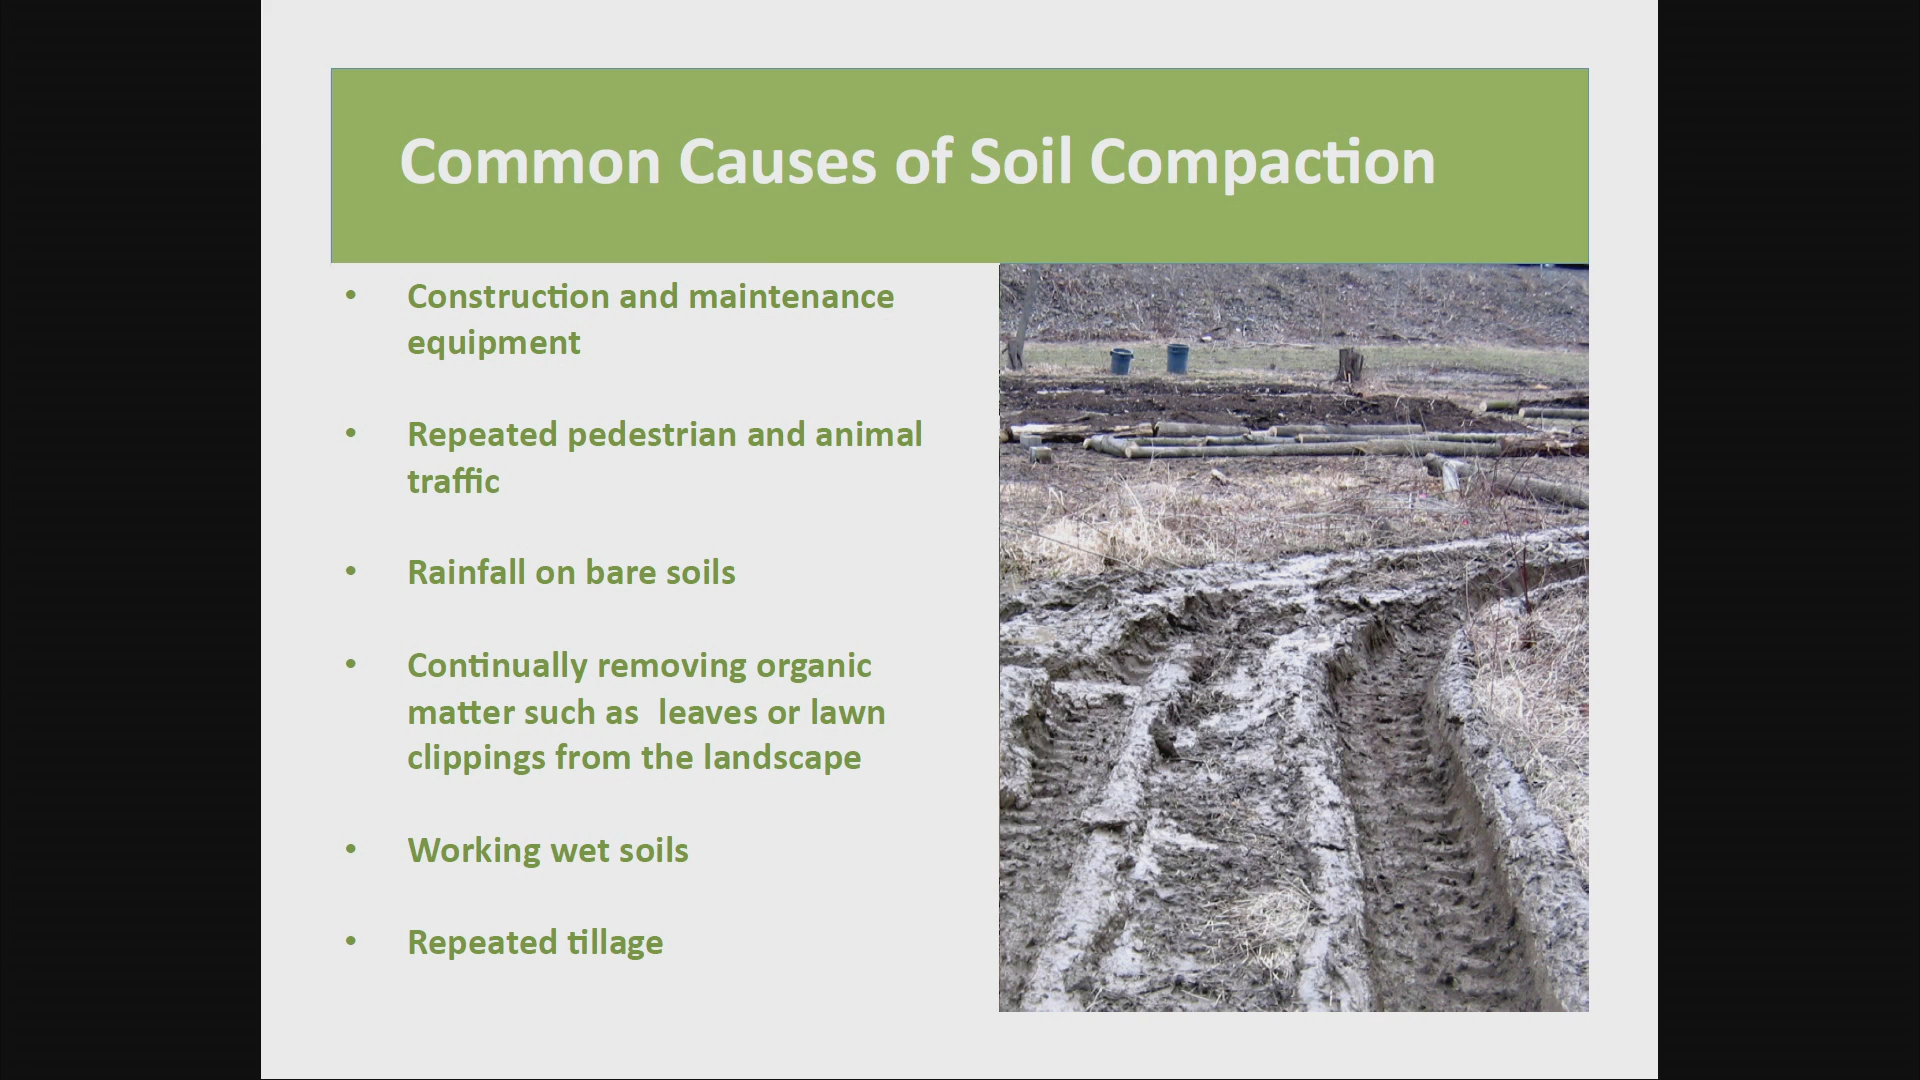 Common Causes of Soil Compaction
• Construction and maintenance
equipment
• Repeated pedestrian and animal
traffic
• Rainfall on bare soils
• Continually removing organic
matter such as  leaves or lawn
clippings from the landscape
• Working wet soils
• Repeated tillage